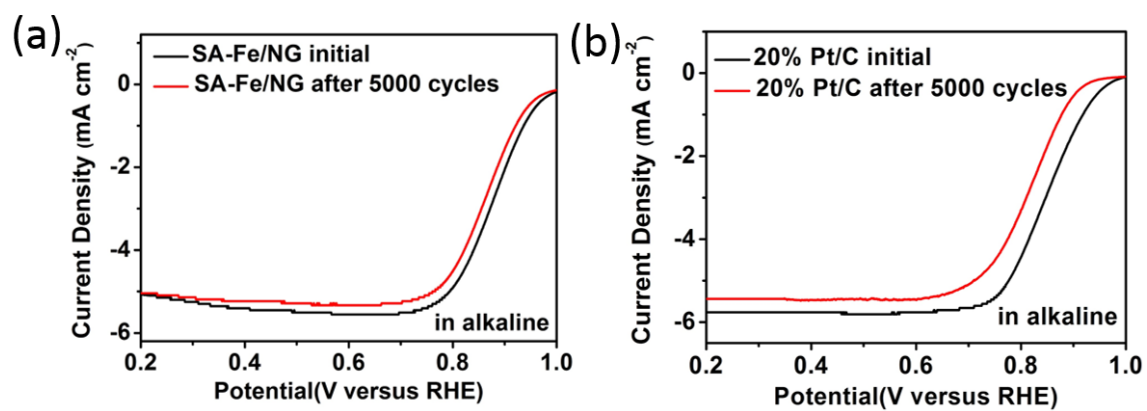 (a)
SA-Fe/NG initial
SA-Fe/NG after 5000 cycles
0
-2
-4
-6
Current Density (mA cm⁻²)
in alkaline
0.2 0.4 0.6 0.8 1.0
Potential(V versus RHE)
(b)
20% Pt/C initial
20% Pt/C after 5000 cycles
0
-2
-4
-6
Current Density (mA cm⁻²)
in alkaline
0.2 0.4 0.6 0.8 1.0
Potential(V versus RHE)